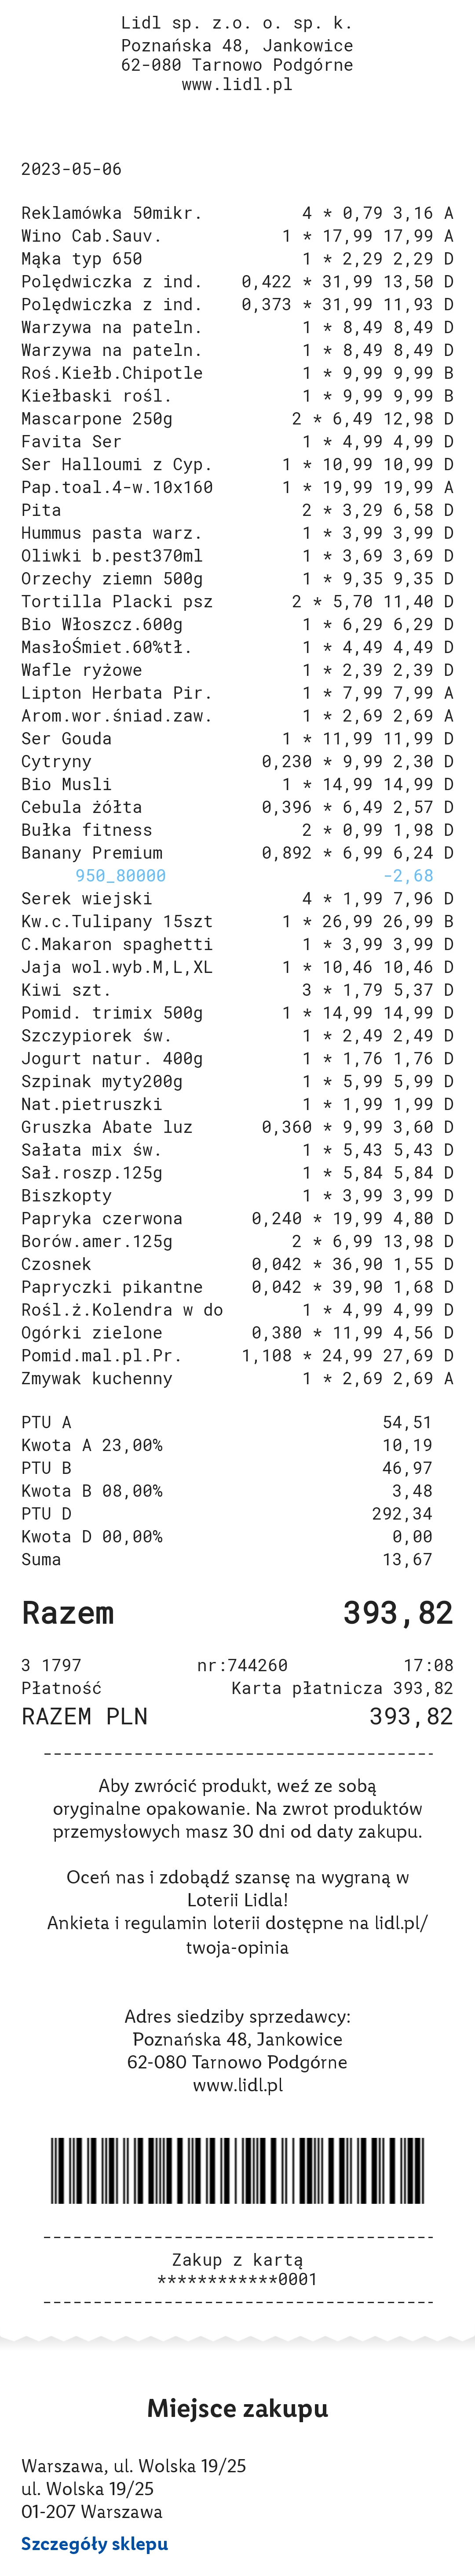 Lidl sp. z.o. o. sp. k.
Poznańska 48, Jankowice
62-080 Tarnowo Podgórne
www.lidl.pl
2023-05-06
Reklamówka 50mikr. 4 * 0,79 3,16 A
Wino Cab.Sauv. 1 * 17,99 17,99 A
Mąka typ 650 1 * 2,29 2,29 D
Polędwiczka z ind. 0,422 * 31,99 13,50 D
Polędwiczka z ind. 0,373 * 31,99 11,93 D
Warzywa na pateln. 1 * 8,49 8,49 D
Warzywa na pateln. 1 * 8,49 8,49 D
Roś.Kiełb.Chipotle 1 * 9,99 9,99 B
Kiełbaski rośl. 1 * 9,99 9,99 B
Mascarpone 250g 2 * 6,49 12,98 D
Favita Ser 1 * 4,99 4,99 D
Ser Halloumi z Cyp. 1 * 10,99 10,99 D
Pap.toal.4-w.10x160 1 * 19,99 19,99 A
Pita 2 * 3,29 6,58 D
Hummus pasta warz. 1 * 3,99 3,99 D
Oliwki b.pest370ml 1 * 3,69 3,69 D
Orzechy ziemn 500g 1 * 9,35 9,35 D
Tortilla Placki psz 2 * 5,70 11,40 D
Bio Włoszcz.600g 1 * 6,29 6,29 D
MasłoŚmiet.60%tł. 1 * 4,49 4,49 D
Wafle ryżowe 1 * 2,39 2,39 D
Lipton Herbata Pir. 1 * 7,99 7,99 A
Arom.wor.śniad.zaw. 1 * 2,69 2,69 A
Ser Gouda 1 * 11,99 11,99 D
Cytryny 0,230 * 9,99 2,30 D
Bio Musli 1 * 14,99 14,99 D
Cebula żółta 0,396 * 6,49 2,57 D
Bułka fitness 2 * 0,99 1,98 D
Banany Premium 0,892 * 6,99 6,24 D
950_80000 -2,68
Serek wiejski 4 * 1,99 7,96 D
Kw.c.Tulipany 15szt 1 * 26,99 26,99 B
C.Makaron spaghetti 1 * 3,99 3,99 D
Jaja wol.wyb.M,L,XL 1 * 10,46 10,46 D
Kiwi szt. 3 * 1,79 5,37 D
Pomid. trimix 500g 1 * 14,99 14,99 D
Szczypiorek św. 1 * 2,49 2,49 D
Jogurt natur. 400g 1 * 1,76 1,76 D
Szpinak myty200g 1 * 5,99 5,99 D
Nat.pietruszki 1 * 1,99 1,99 D
Gruszka Abate luz 0,360 * 9,99 3,60 D
Sałata mix św. 1 * 5,43 5,43 D
Sał.roszp.125g 1 * 5,84 5,84 D
Biszkopty 1 * 3,99 3,99 D
Papryka czerwona 0,240 * 19,99 4,80 D
Borów.amer.125g 2 * 6,99 13,98 D
Czosnek 0,042 * 36,90 1,55 D
Papryczki pikantne 0,042 * 39,90 1,68 D
Rośl.ż.Kolendra w do 1 * 4,99 4,99 D
Ogórki zielone 0,380 * 11,99 4,56 D
Pomid.mal.pl.Pr. 1,108 * 24,99 27,69 D
Zmywak kuchenny 1 * 2,69 2,69 A
PTU A 54,51
Kwota A 23,00% 10,19
PTU B 46,97
Kwota B 08,00% 3,48
PTU D 292,34
Kwota D 00,00% 0,00
Suma 13,67
Razem 393,82
3 1797 nr:744260 17:08
Płatność Karta płatnicza 393,82
RAZEM PLN 393,82
Aby zwrócić produkt, weź ze sobą
oryginalne opakowanie. Na zwrot produktów
przemysłowych masz 30 dni od daty zakupu.
Oceń nas i zdobądź szansę na wygraną w
Loterii Lidla!
Ankieta i regulamin loterii dostępne na lidl.pl/
twoja-opinia
Adres siedziby sprzedawcy:
Poznańska 48, Jankowice
62-080 Tarnowo Podgórne
www.lidl.pl
Zakup z kartą
************0001
Miejsce zakupu
Warszawa, ul. Wolska 19/25
ul. Wolska 19/25
01-207 Warszawa
Szczegóły sklepu